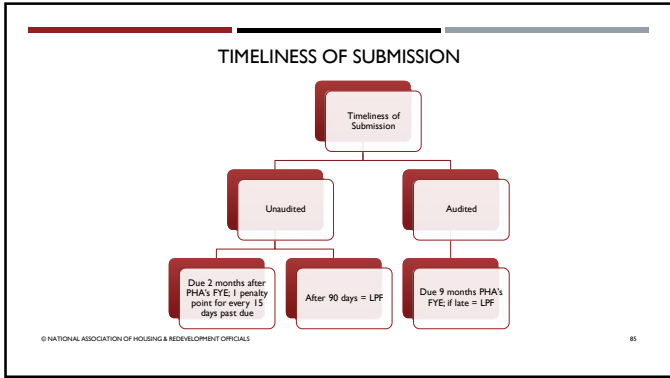 TIMELINESS OF SUBMISSION
Timeliness of
Submission
Unaudited
Audited
Due 2 months after
PHA's FYE; 1 penalty
point for every 15
days past due
After 90 days = LPF
Due 9 months PHA's
FYE; if late = LPF
© NATIONAL ASSOCIATION OF HOUSING & REDEVELOPMENT OFFICIALS
85